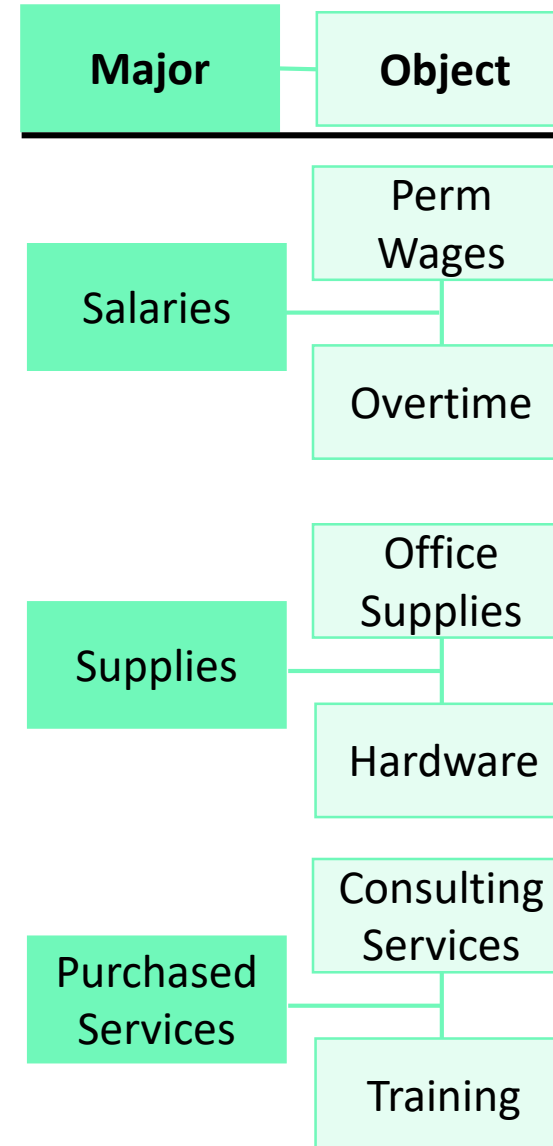 Major
Object
Perm
Wages
Salaries
Overtime
Office
Supplies
Supplies
Hardware
Consulting
Services
Purchased
Services
Training